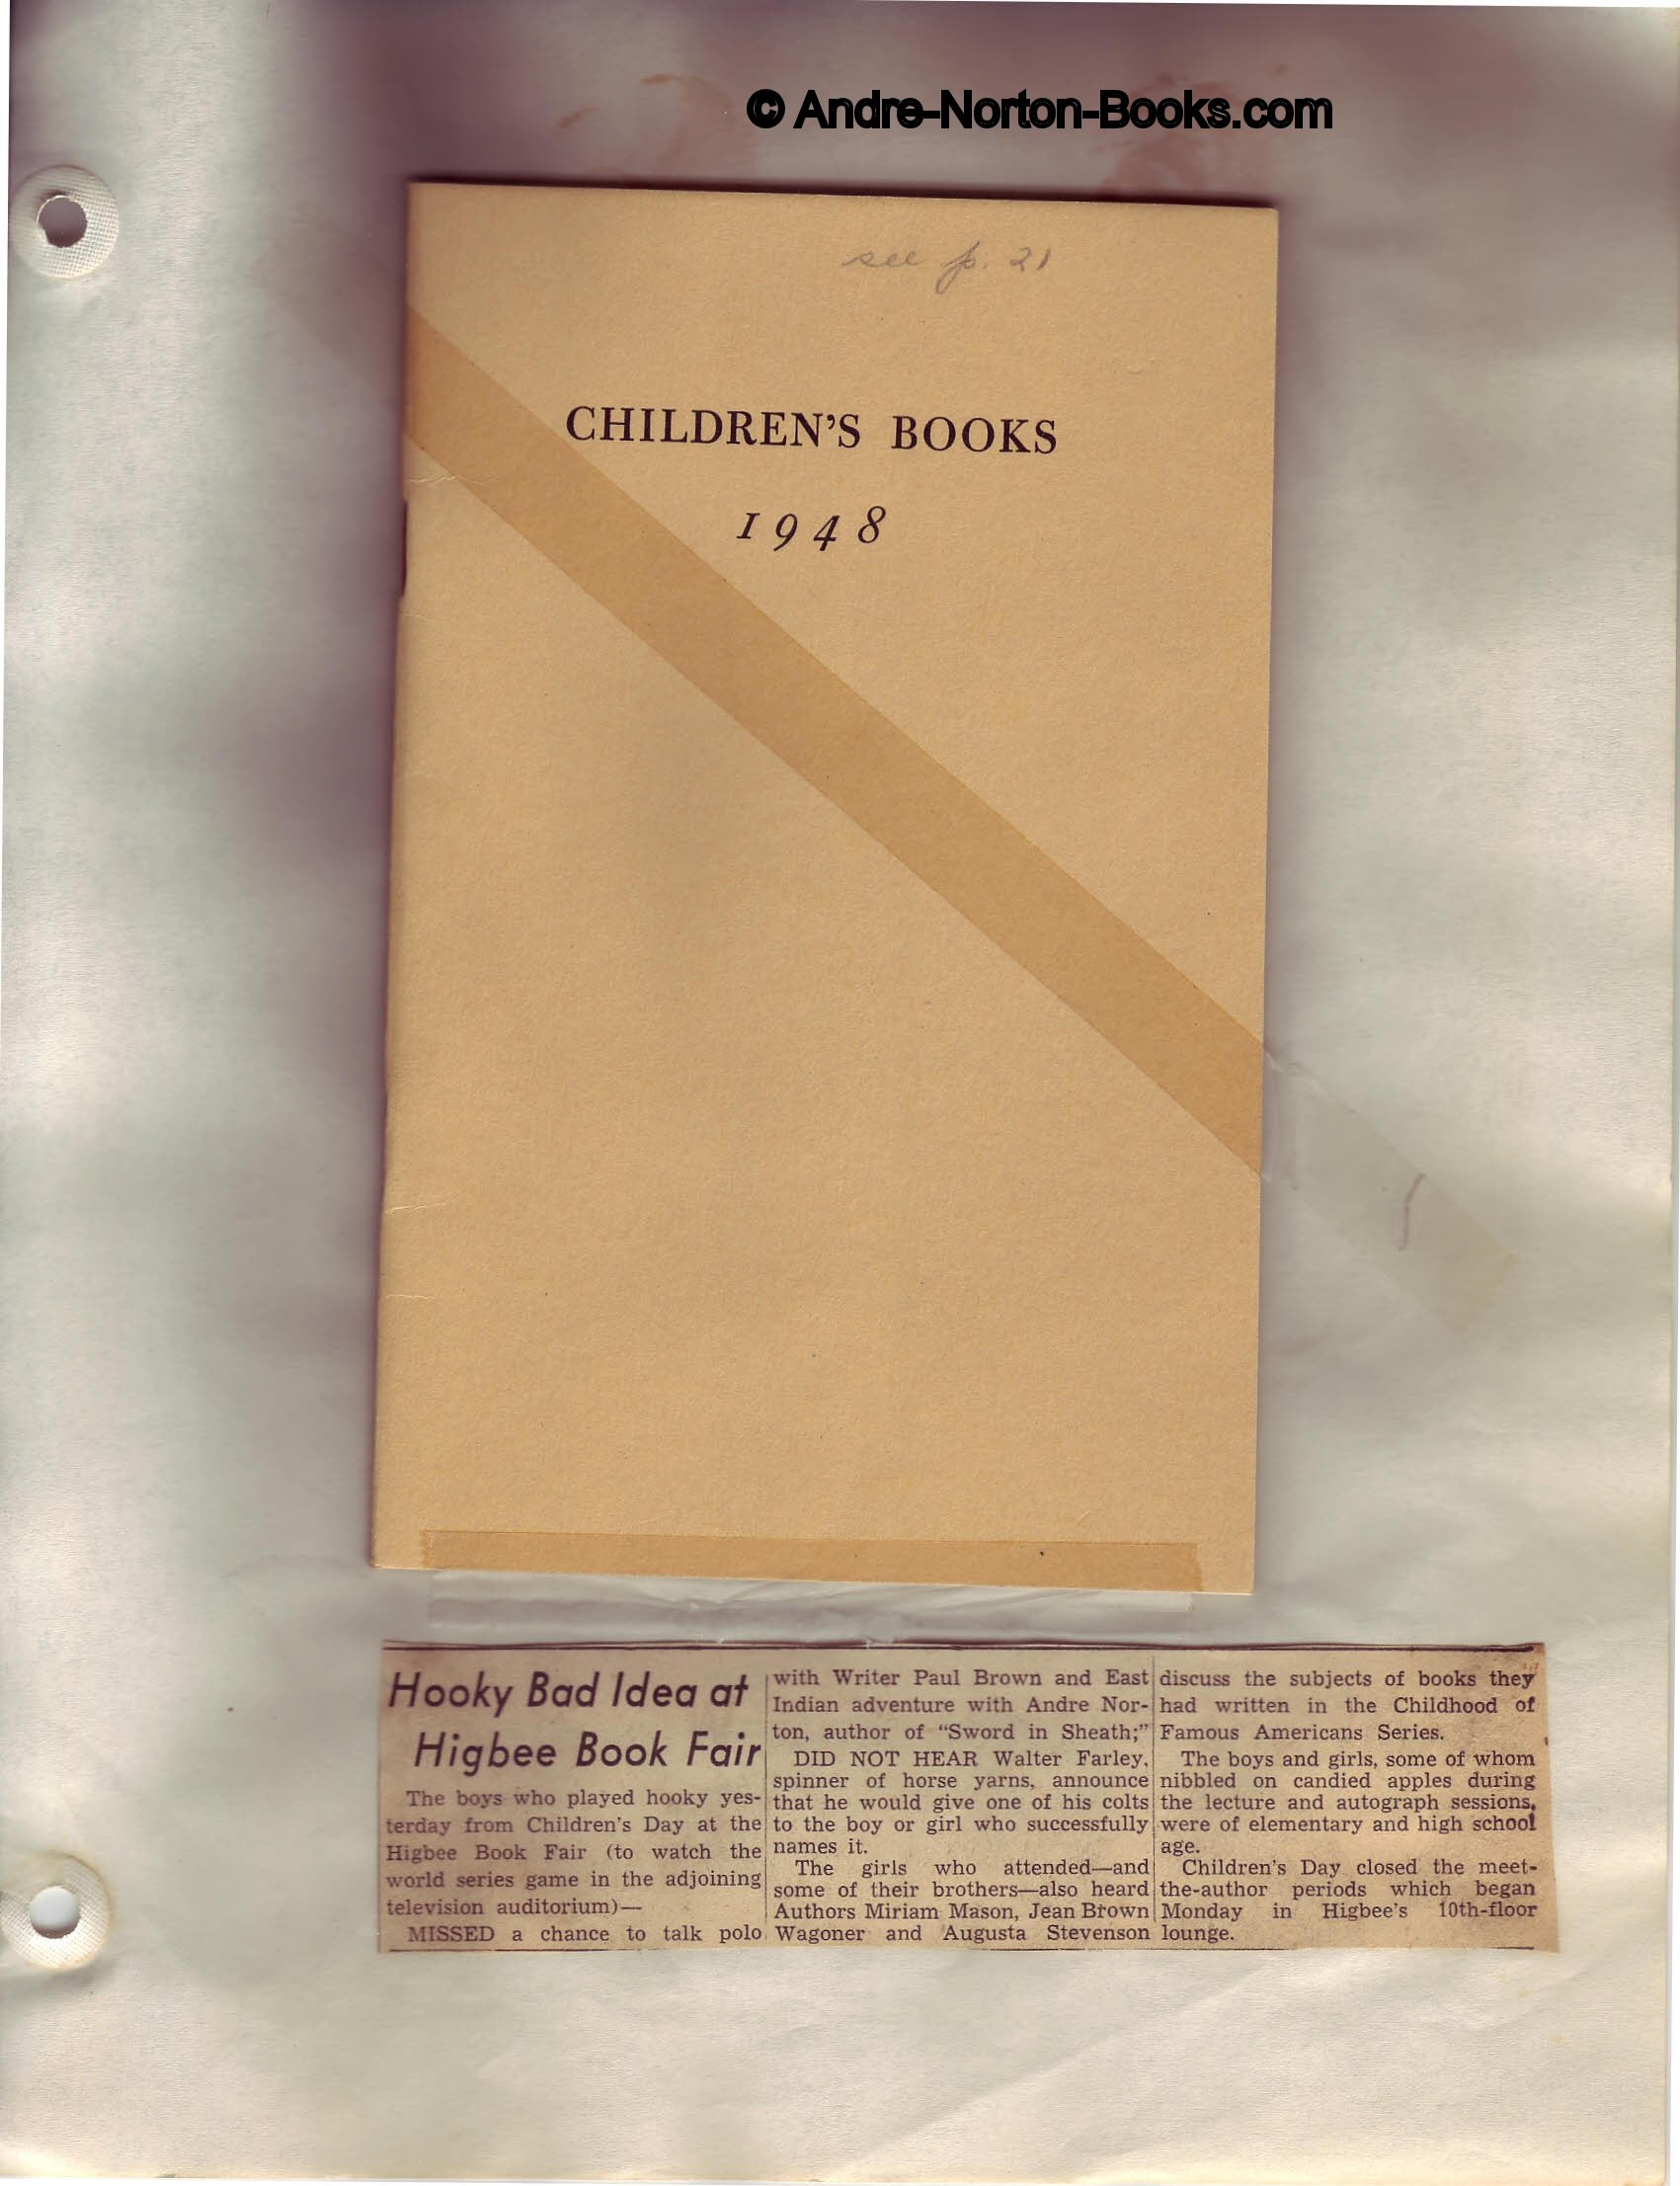 © Andre-Norton-Books.com
see p. 21
CHILDREN'S BOOKS
1948
Hooky Bad Idea at
Higbee Book Fair
The boys who played hooky yes-
terday from Children's Day at the
Higbee Book Fair (to watch the
world series game in the adjoining
television auditorium)—
MISSED a chance to talk polo
with Writer Paul Brown and East
Indian adventure with Andre Nor-
ton, author of "Sword in Sheath;"
DID NOT HEAR Walter Farley,
spinner of horse yarns, announce
that he would give one of his colts
to the boy or girl who successfully
names it.
The girls who attended—and
some of their brothers—also heard
Authors Miriam Mason, Jean Brown
Wagoner and Augusta Stevenson
discuss the subjects of books they
had written in the Childhood of
Famous Americans Series.
The boys and girls, some of whom
nibbled on candied apples during
the lecture and autograph sessions,
were of elementary and high school
age.
Children's Day closed the meet-
the-author periods which began
Monday in Higbee's 10th-floor
lounge.